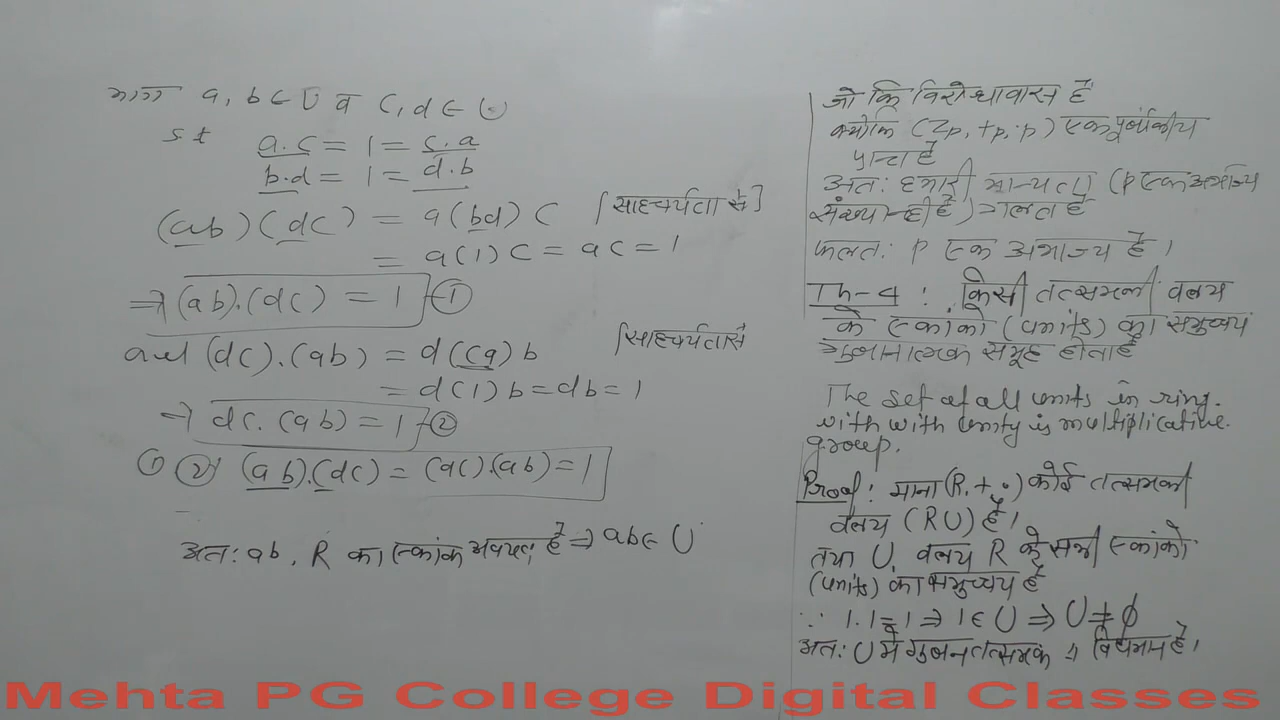 माना a, b ∈ U व c, d ∈ U
s.t
a.c = 1 = c.a
b.d = 1 = d.b
(ab)(dc) = a(bd)c [साहचर्यता से]
= a(1)c = ac = 1
⇒ (ab).(dc) = 1 -①
and (dc).(ab) = d(ca)b [साहचर्यता से
= d(1)b = db = 1
⇒ dc.(ab) = 1 -②
① ② से (ab).(dc) = (dc).(ab) = 1
अत: ab, R का एकांक अवयव है ⇒ ab ∈ U
जो कि विरोधाभास है
क्योंकि (Zp, +p, .p) एक पूर्णांकीय
प्रान्त है
अत: हमारी मान्यता (P एक अभाज्य
संख्या नही है) गलत है
फलत: P एक अभाज्य है।
Th-4 : किसी तत्समकी वलय
के एकांको (units) का समुच्चय
गुणनात्मक समूह होता है
The set of all units in ring.
with with unity is multiplicative.
group.
Proof : माना (R, +, .) कोई तत्समकी
वलय (RU) है।
तथा U, वलय R के सभी एकांको
(units) का समुच्चय है
∵ 1.1 = 1 ⇒ 1 ∈ U ⇒ U ≠ φ
अत: U मे गुणन तत्समक 1 विद्यमान है।
Mehta PG College Digital Classes